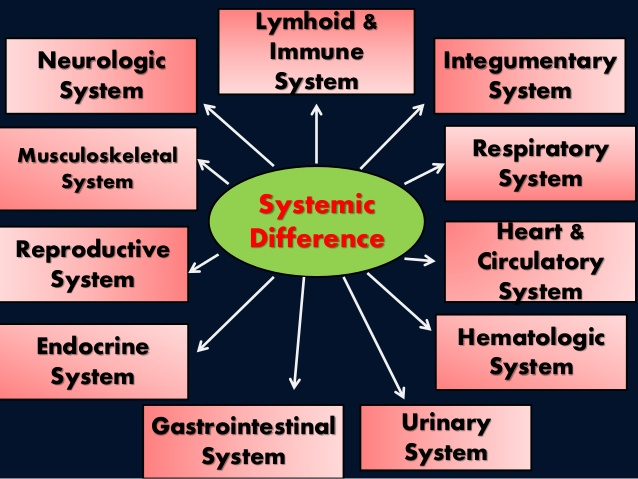 Lymhoid &
Immune
System
Neurologic
System
Integumentary
System
Musculoskeletal
System
Respiratory
System
Systemic
Difference
Reproductive
System
Heart &
Circulatory
System
Endocrine
System
Hematologic
System
Gastrointestinal
System
Urinary
System